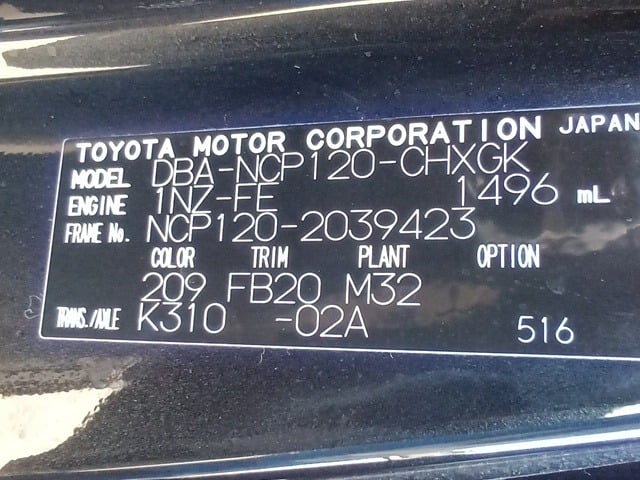 TOYOTA MOTOR CORPORATION JAPAN
MODEL DBA-NCP120-CHXGK
ENGINE 1NZ-FE 1496 mL
FRAME No. NCP120-2039423
COLOR TRIM PLANT OPTION
209 FB20 M32
TRANS./AXLE K310 -02A 516